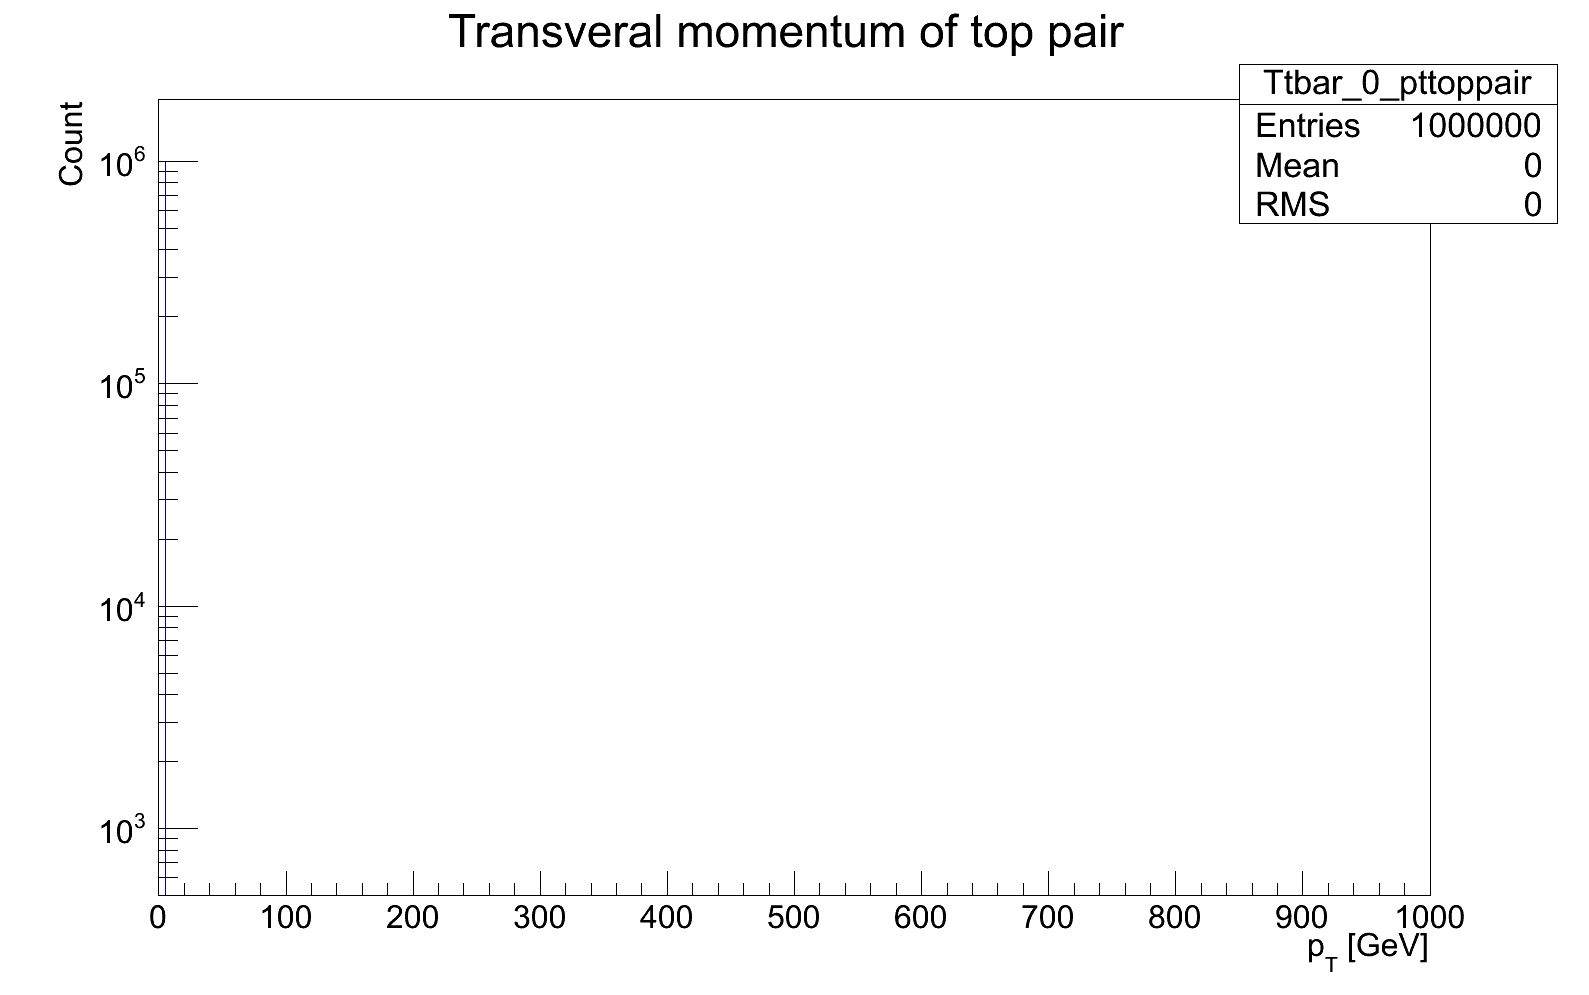 Transveral momentum of top pair
Ttbar_0_pttoppair
Entries 1000000
Mean 0
RMS 0
Count
10^6
10^5
10^4
10^3
0 100 200 300 400 500 600 700 800 900 1000
p_T [GeV]